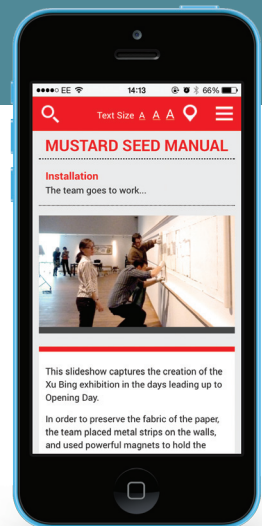 EE 14:13 66%
Text Size A A A
MUSTARD SEED MANUAL
Installation
The team goes to work...
This slideshow captures the creation of the
Xu Bing exhibition in the days leading up to
Opening Day.
In order to preserve the fabric of the paper,
the team placed metal strips on the walls,
and used powerful magnets to hold the